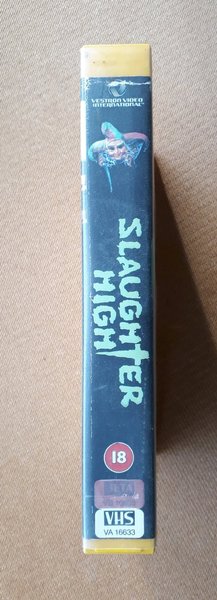 VESTRON VIDEO
INTERNATIONAL
SLAUGHTER
HIGH
18
VHS
VA 16633